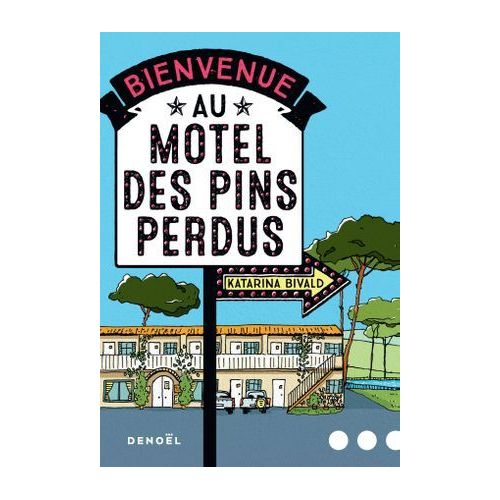 BIENVENUE
AU
MOTEL
DES PINS
PERDUS
KATARINA BIVALD
DENOËL